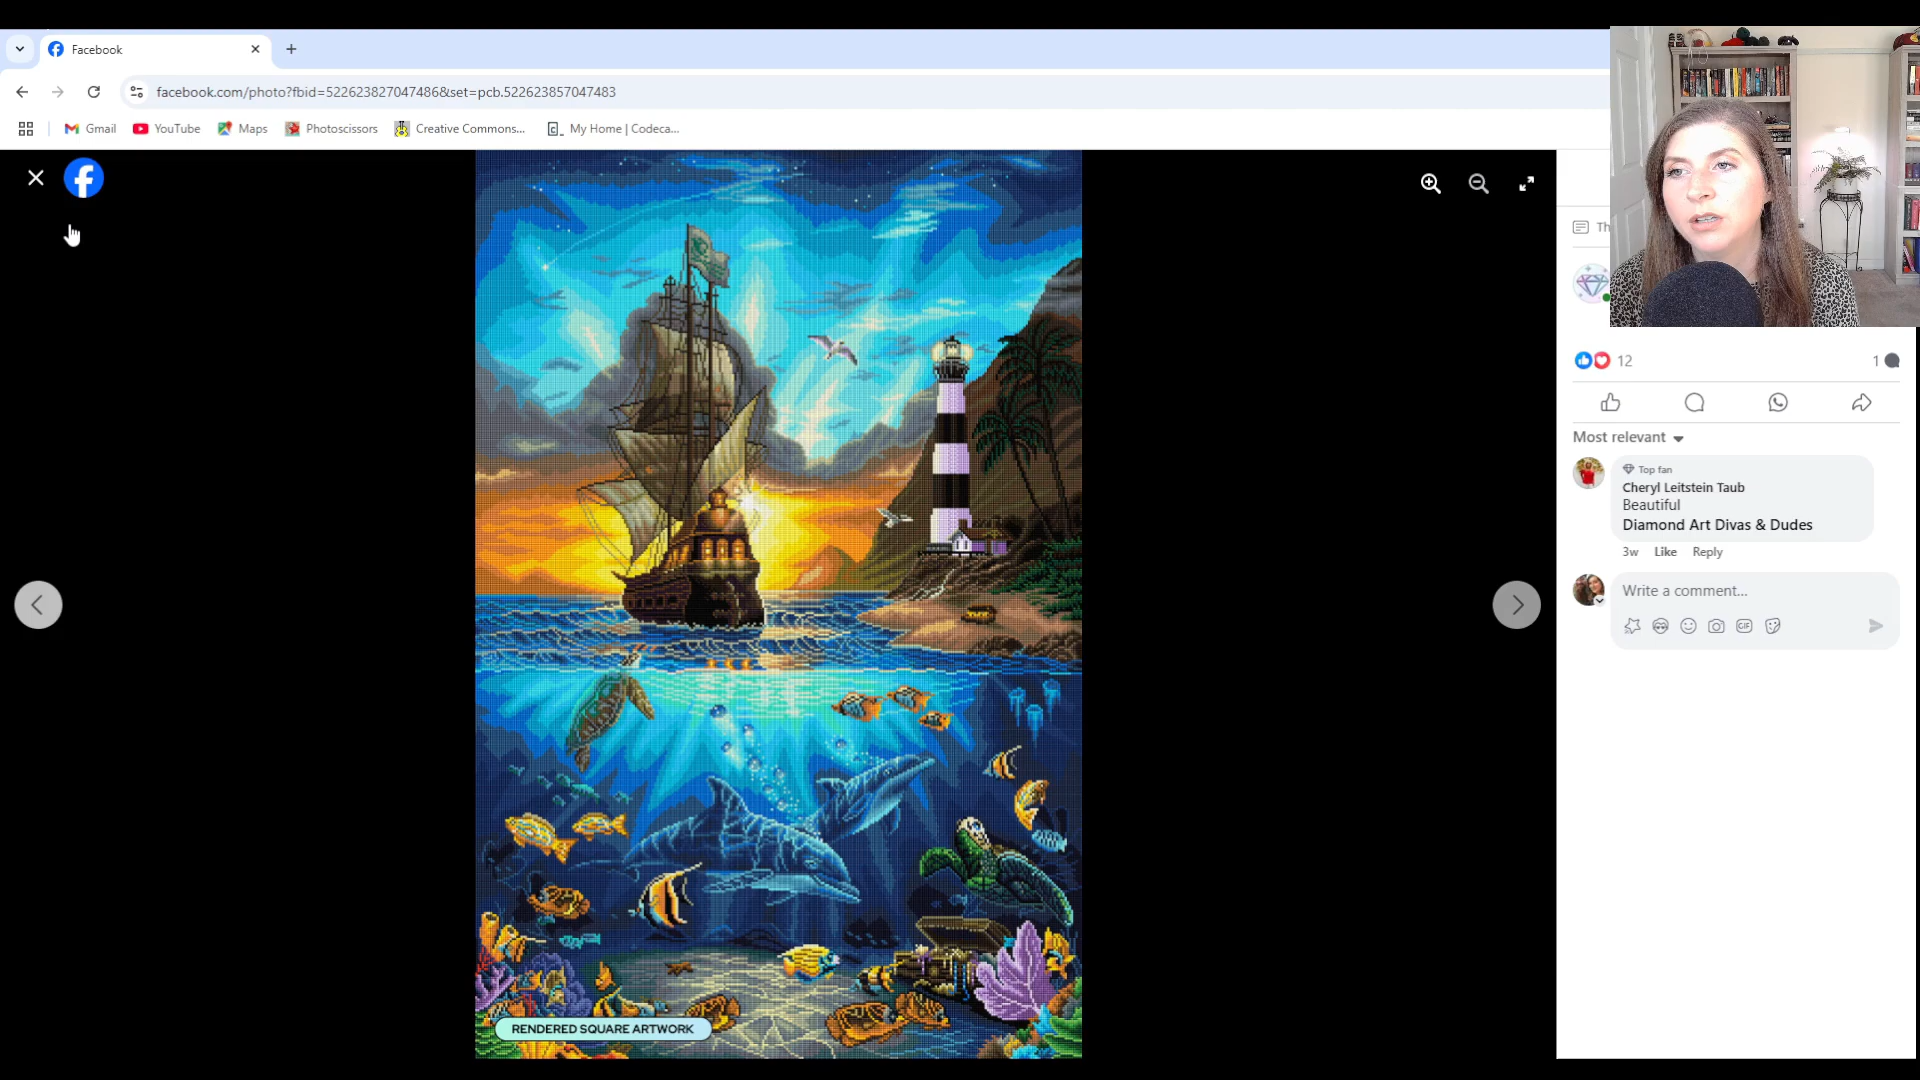 Facebook
facebook.com/photo?fbid=522623827047486&set=pcb.522623857047483
Gmail
YouTube
Maps
Photoscissors
Creative Commons...
My Home | Codeca...
Th
12
1
Most relevant
Top fan
Cheryl Leitstein Taub
Beautiful
Diamond Art Divas & Dudes
3w Like Reply
Write a comment...
GIF
RENDERED SQUARE ARTWORK